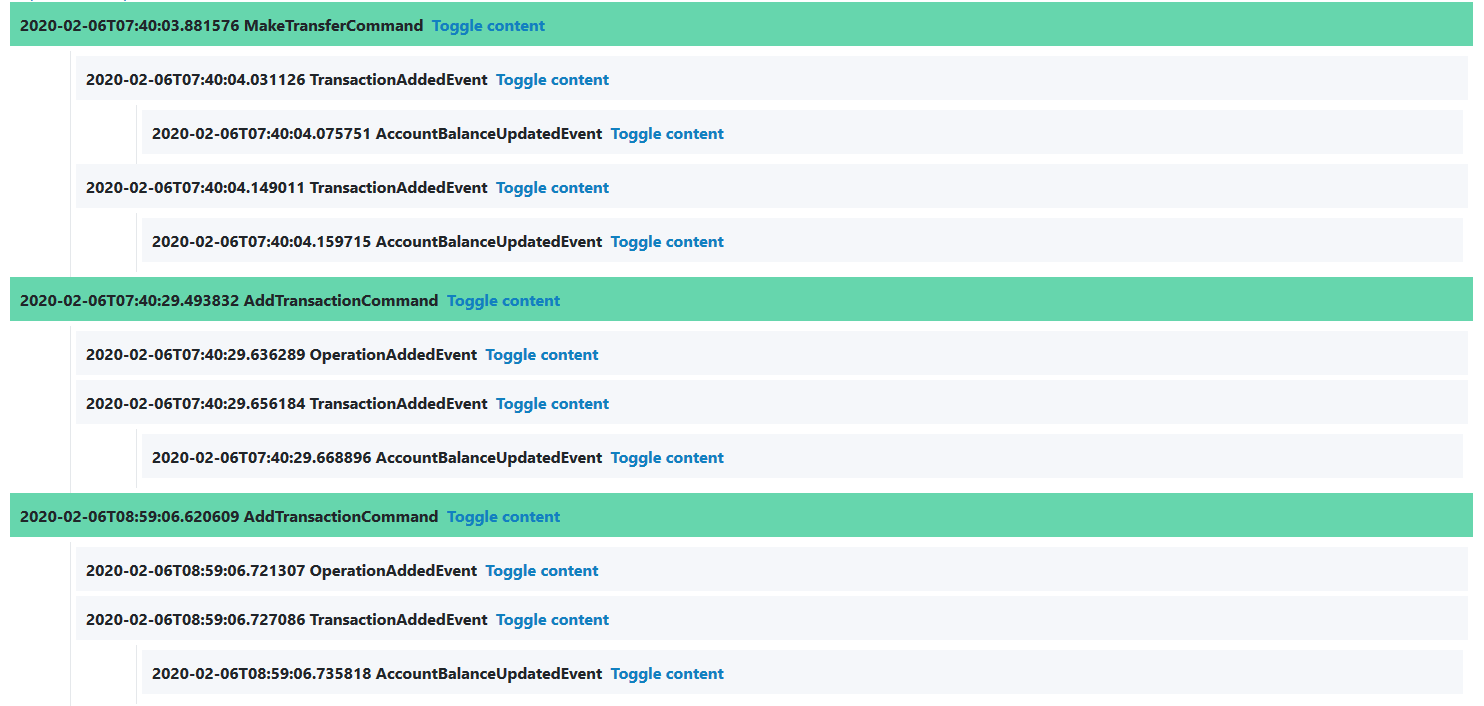 2020-02-06T07:40:03.881576 MakeTransferCommand Toggle content
2020-02-06T07:40:04.031126 TransactionAddedEvent Toggle content
2020-02-06T07:40:04.075751 AccountBalanceUpdatedEvent Toggle content
2020-02-06T07:40:04.149011 TransactionAddedEvent Toggle content
2020-02-06T07:40:04.159715 AccountBalanceUpdatedEvent Toggle content
2020-02-06T07:40:29.493832 AddTransactionCommand Toggle content
2020-02-06T07:40:29.636289 OperationAddedEvent Toggle content
2020-02-06T07:40:29.656184 TransactionAddedEvent Toggle content
2020-02-06T07:40:29.668896 AccountBalanceUpdatedEvent Toggle content
2020-02-06T08:59:06.620609 AddTransactionCommand Toggle content
2020-02-06T08:59:06.721307 OperationAddedEvent Toggle content
2020-02-06T08:59:06.727086 TransactionAddedEvent Toggle content
2020-02-06T08:59:06.735818 AccountBalanceUpdatedEvent Toggle content